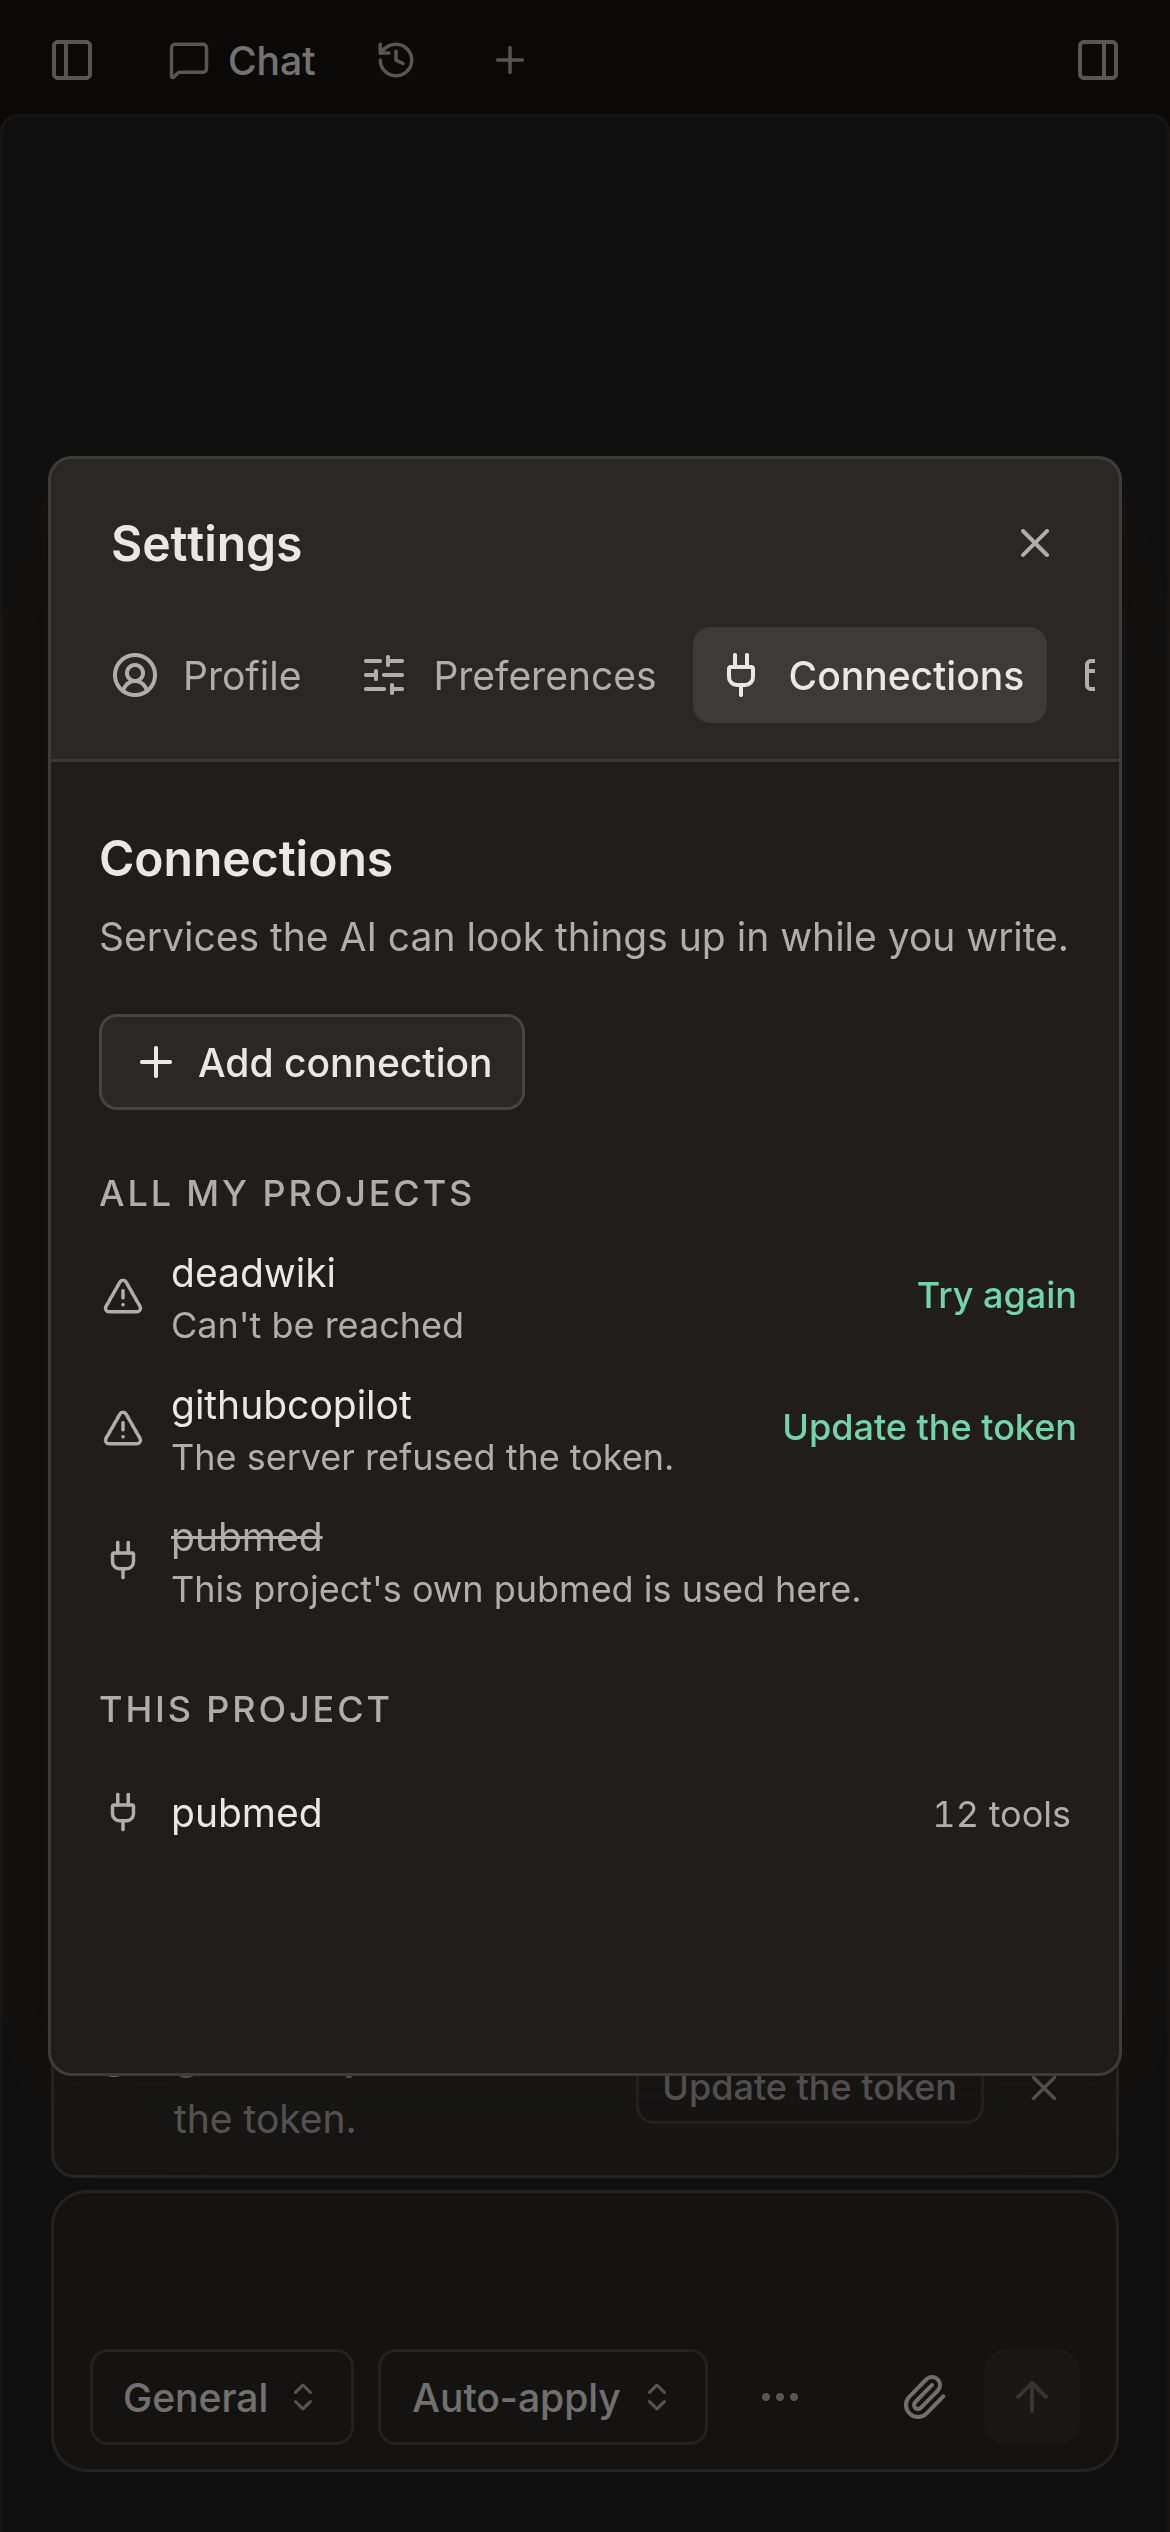 Chat
Settings
Profile
Preferences
Connections
Connections
Services the AI can look things up in while you write.
Add connection
ALL MY PROJECTS
deadwiki
Can't be reached
Try again
githubcopilot
The server refused the token.
Update the token
pubmed
This project's own pubmed is used here.
THIS PROJECT
pubmed
12 tools
Update the token
the token.
General
Auto-apply